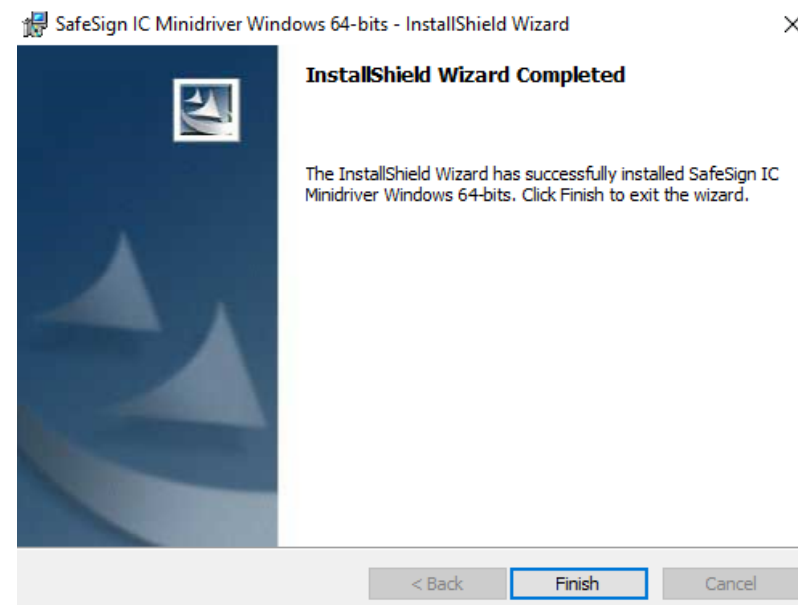 SafeSign IC Minidriver Windows 64-bits - InstallShield Wizard
InstallShield Wizard Completed
The InstallShield Wizard has successfully installed SafeSign IC
Minidriver Windows 64-bits. Click Finish to exit the wizard.
< Back Finish Cancel